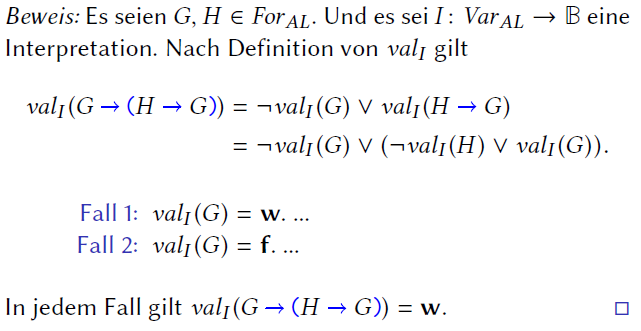 Beweis: Es seien G, H ∈ For_AL. Und es sei I : Var_AL → 𝔹 eine
Interpretation. Nach Definition von val_I gilt
val_I(G → (H → G)) = ¬val_I(G) ∨ val_I(H → G)
= ¬val_I(G) ∨ (¬val_I(H) ∨ val_I(G)).
Fall 1: val_I(G) = w. ...
Fall 2: val_I(G) = f. ...
In jedem Fall gilt val_I(G → (H → G)) = w. □